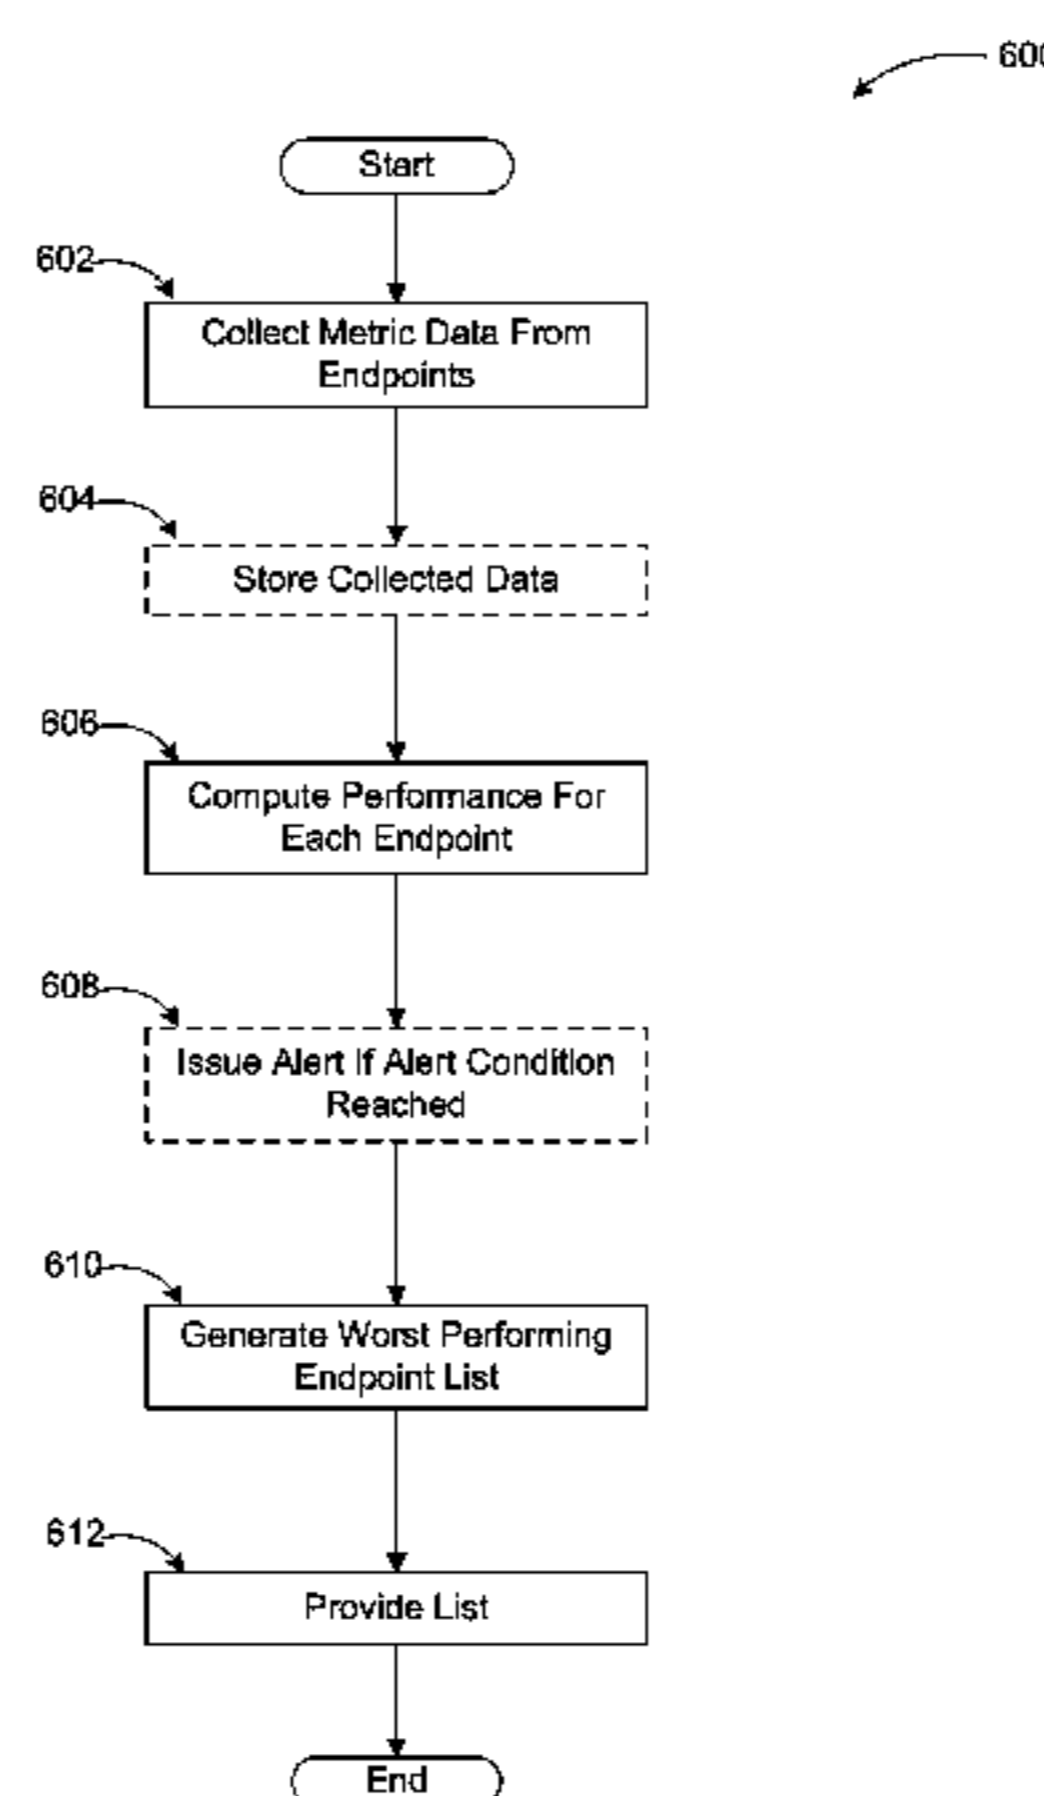 600
Start
602
Collect Metric Data From
Endpoints
604
Store Collected Data
606
Compute Performance For
Each Endpoint
608
Issue Alert If Alert Condition
Reached
610
Generate Worst Performing
Endpoint List
612
Provide List
End